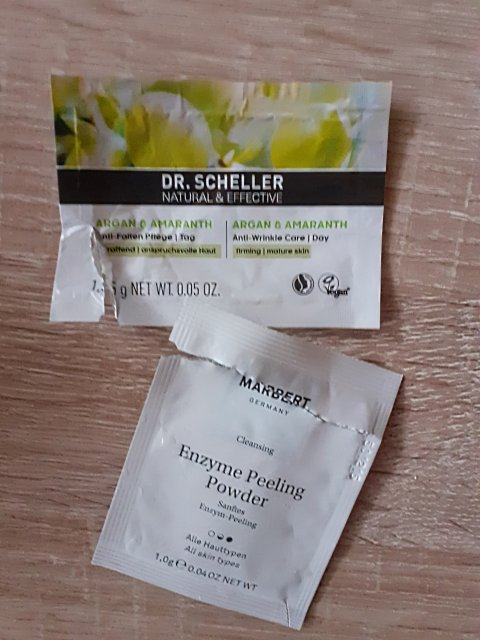 DR. SCHELLER
NATURAL & EFFECTIVE
ARGAN & AMARANTH
Anti-Falten Pflege | Tag
straffend | anspruchsvolle Haut
ARGAN & AMARANTH
Anti-Wrinkle Care | Day
firming | mature skin
g NET WT. 0.05 OZ.
Vegan
MARBERT
GERMANY
Cleansing
Enzyme Peeling
Powder
Sanftes
Enzym-Peeling
Alle Hauttypen
All skin types
1,0g ℮ 0.04 OZ NET WT